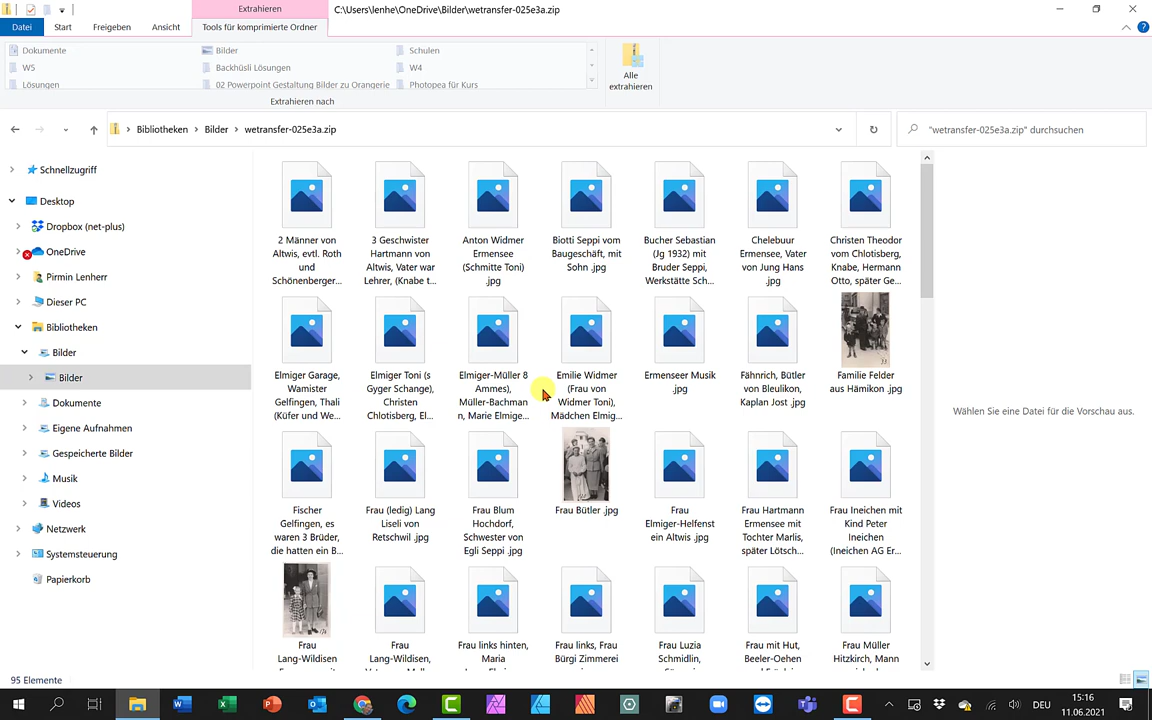 Extrahieren
C:\Users\lenhe\OneDrive\Bilder\wetransfer-025e3a.zip
Datei
Start
Freigeben
Ansicht
Tools für komprimierte Ordner
Dokumente
Bilder
Schulen
W5
Backhüsli Lösungen
W4
Lösungen
02 Powerpoint Gestaltung Bilder zu Orangerie
Photopea für Kurs
Alle
extrahieren
Extrahieren nach
Bibliotheken
Bilder
wetransfer-025e3a.zip
"wetransfer-025e3a.zip" durchsuchen
Schnellzugriff
Desktop
Dropbox (net-plus)
OneDrive
Pirmin Lenherr
Dieser PC
Bibliotheken
Bilder
Bilder
Dokumente
Eigene Aufnahmen
Gespeicherte Bilder
Musik
Videos
Netzwerk
Systemsteuerung
Papierkorb
2 Männer von
Altwis, evtl. Roth
und
Schönenberger...
3 Geschwister
Hartmann von
Altwis, Vater war
Lehrer, (Knabe t...
Anton Widmer
Ermensee
(Schmitte Toni)
.jpg
Biotti Seppi vom
Baugeschäft, mit
Sohn .jpg
Bucher Sebastian
(Jg 1932) mit
Bruder Seppi,
Werkstätte Sch...
Chelebuur
Ermensee, Vater
von Jung Hans
.jpg
Christen Theodor
vom Chlotisberg,
Knabe, Hermann
Otto, später Ge...
Elmiger Garage,
Wamister
Gelfingen, Thali
(Küfer und We...
Elmiger Toni (s
Gyger Schange),
Christen
Chlotisberg, El...
Elmiger-Müller 8
Ammes),
Müller-Bachman
n, Marie Elmige...
Emilie Widmer
(Frau von
Widmer Toni),
Mädchen Elmig...
Ermenseer Musik
.jpg
Fähnrich, Bütler
von Bleulikon,
Kaplan Jost .jpg
Familie Felder
aus Hämikon .jpg
Fischer
Gelfingen, es
waren 3 Brüder,
die hatten ein B...
Frau (ledig) Lang
Liseli von
Retschwil .jpg
Frau Blum
Hochdorf,
Schwester von
Egli Seppi .jpg
Frau Bütler .jpg
Frau
Elmiger-Helfenst
ein Altwis .jpg
Frau Hartmann
Ermensee mit
Tochter Marlis,
später Lötsch...
Frau Ineichen mit
Kind Peter
Ineichen
(Ineichen AG Er...
Frau
Lang-Wildisen
Frau
Lang-Wildisen,
Frau links hinten,
Maria
Frau links, Frau
Bürgi Zimmerei
Frau Luzia
Schmidlin,
Frau mit Hut,
Beeler-Oehen
Frau Müller
Hitzkirch, Mann
Wählen Sie eine Datei für die Vorschau aus.
95 Elemente
DEU
15:16
11.06.2021